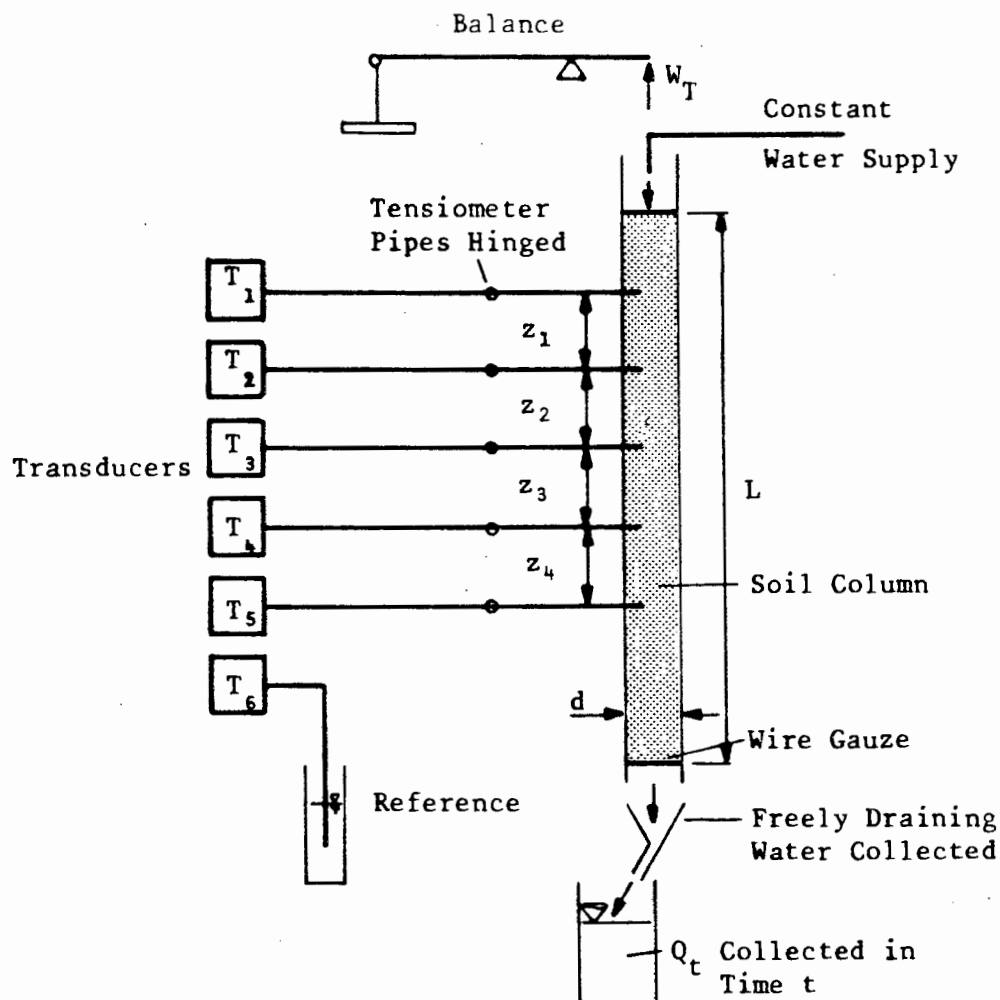 Balance
W_T
Constant
Water Supply
Tensiometer
Pipes Hinged
T_1
z_1
T_2
z_2
T_3
Transducers
z_3
L
T_4
z_4
Soil Column
T_5
T_6
d
Wire Gauze
Reference
Freely Draining
Water Collected
Q_t Collected in
Time t